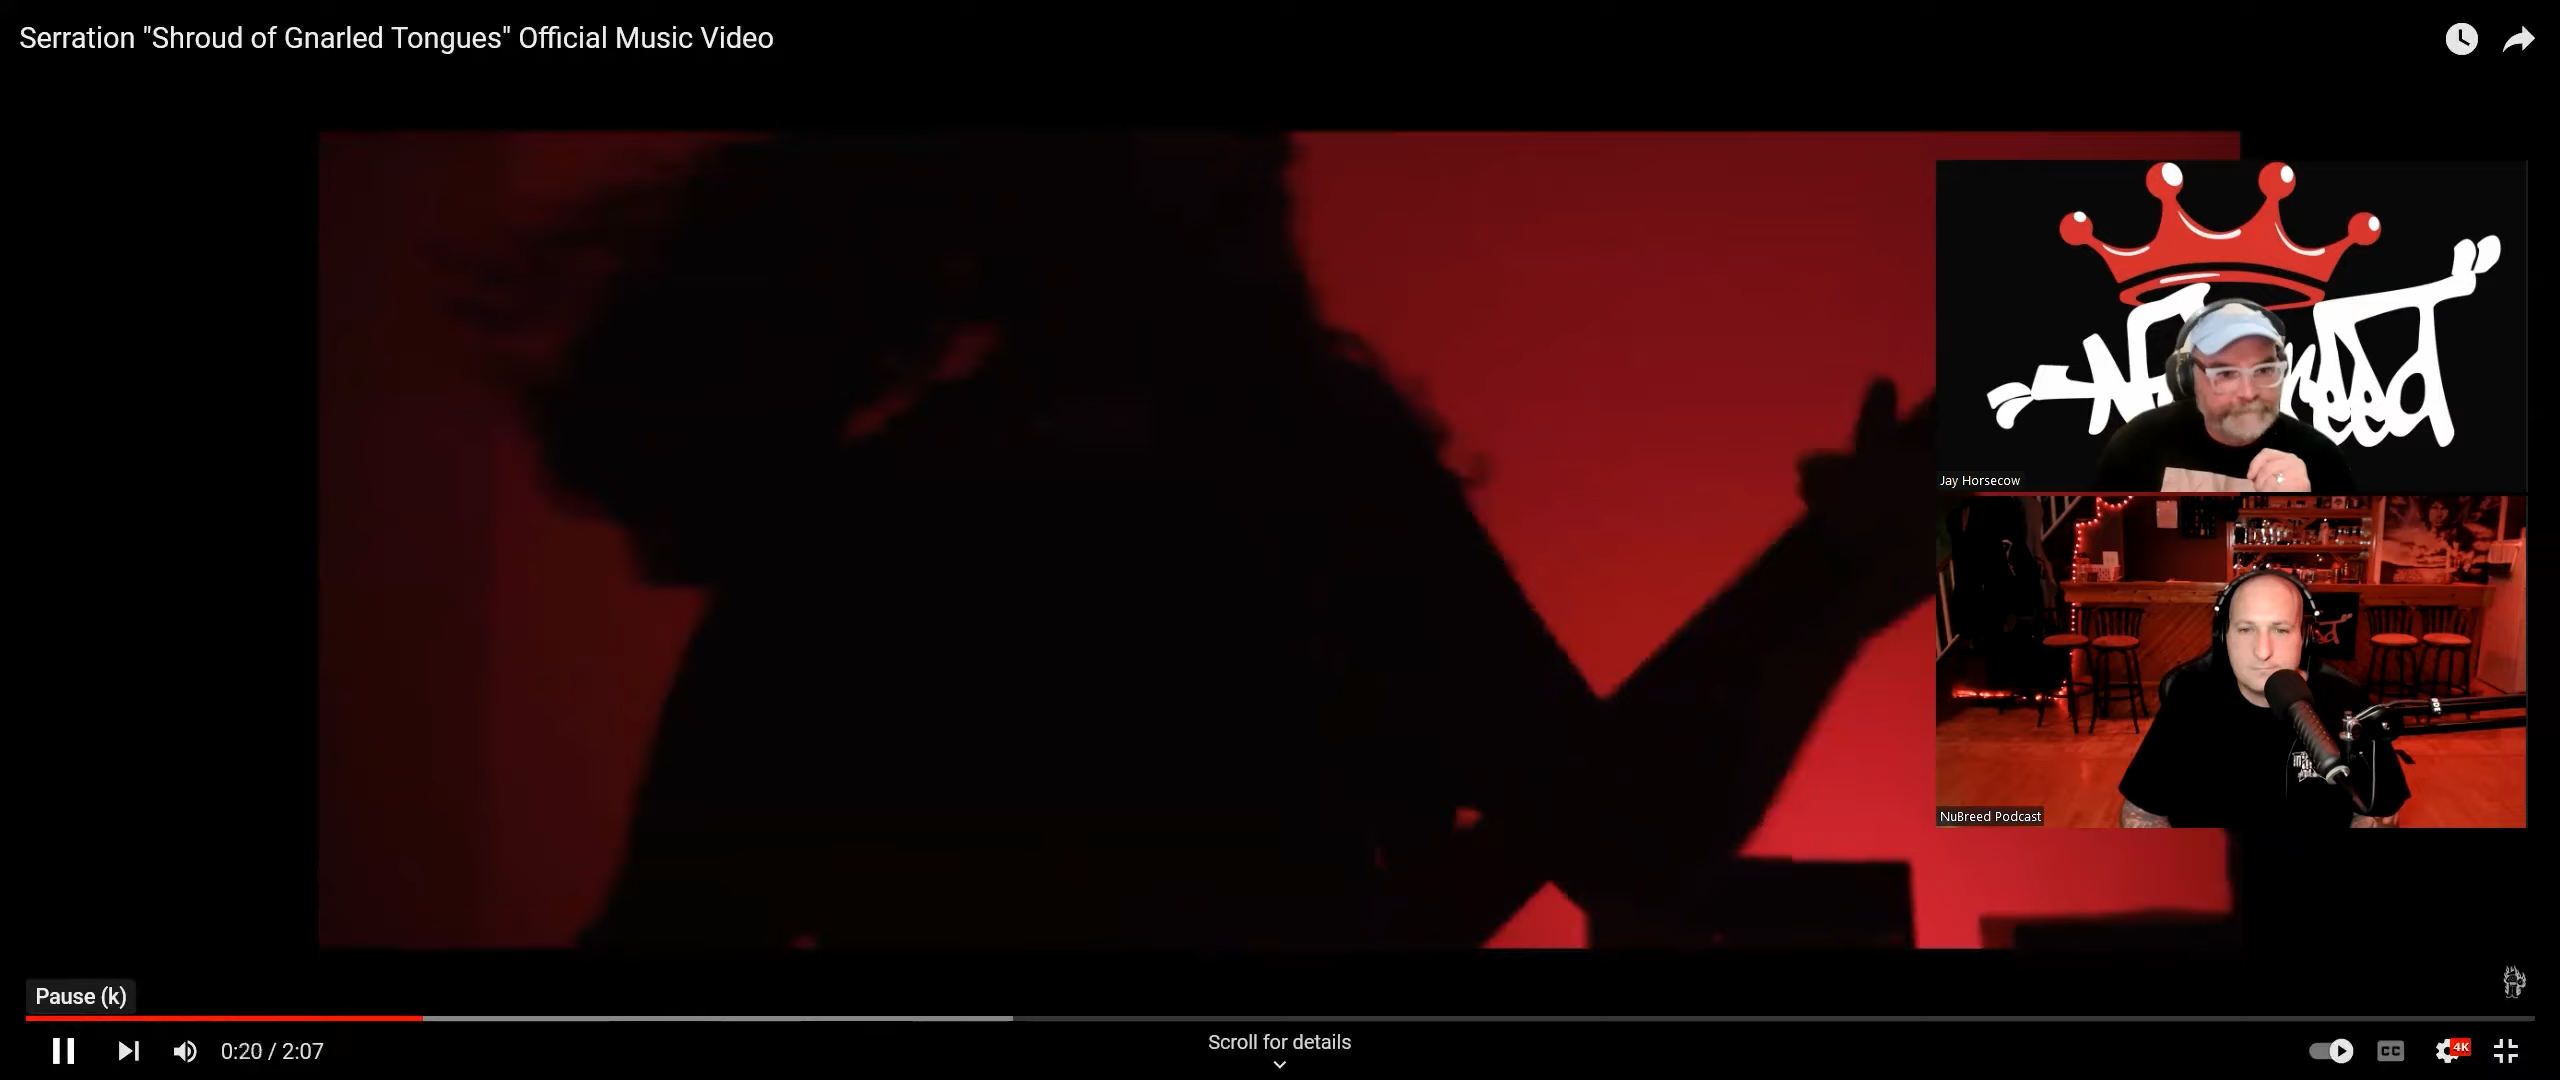 Serration "Shroud of Gnarled Tongues" Official Music Video
Jay Horsecow
NuBreed Podcast
Pause (k)
0:20 / 2:07
Scroll for details
CC
4K